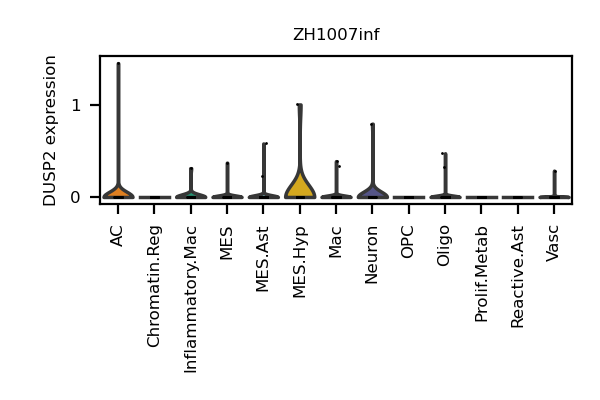 ZH1007inf
DUSP2 expression
1
0
AC
Chromatin.Reg
Inflammatory.Mac
MES
MES.Ast
MES.Hyp
Mac
Neuron
OPC
Oligo
Prolif.Metab
Reactive.Ast
Vasc